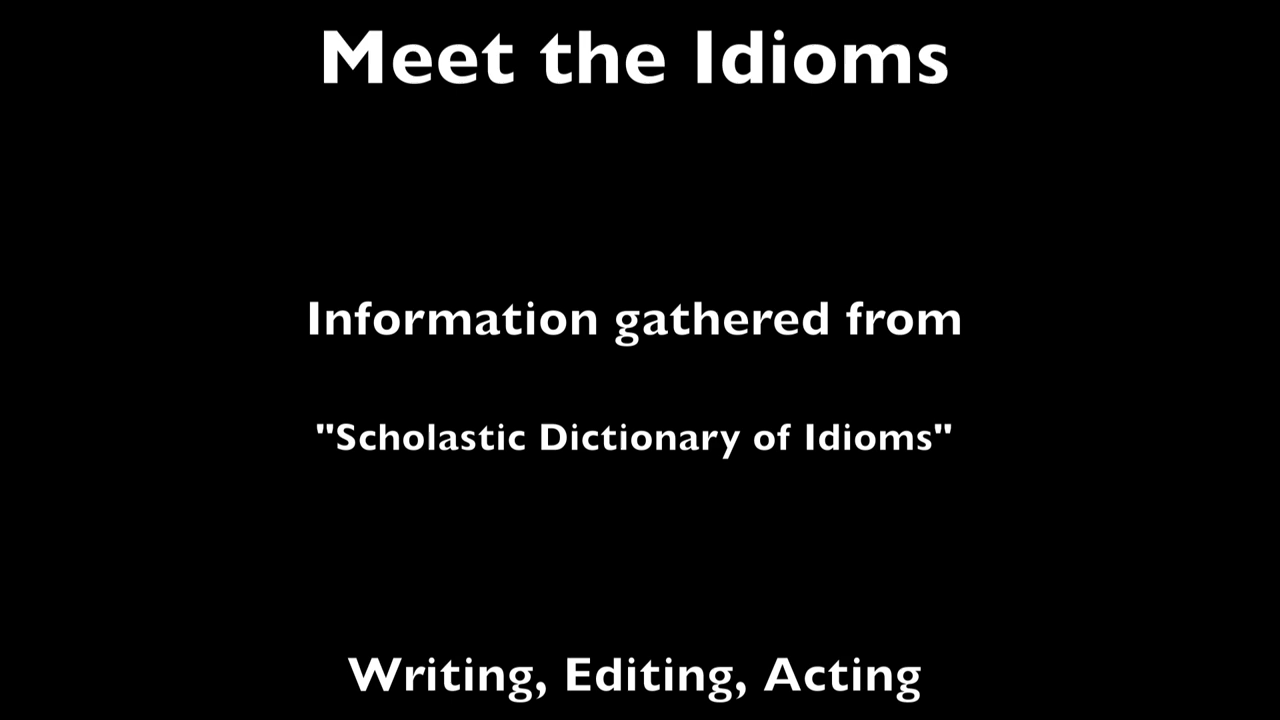 Meet the Idioms
Information gathered from
"Scholastic Dictionary of Idioms"
Writing, Editing, Acting